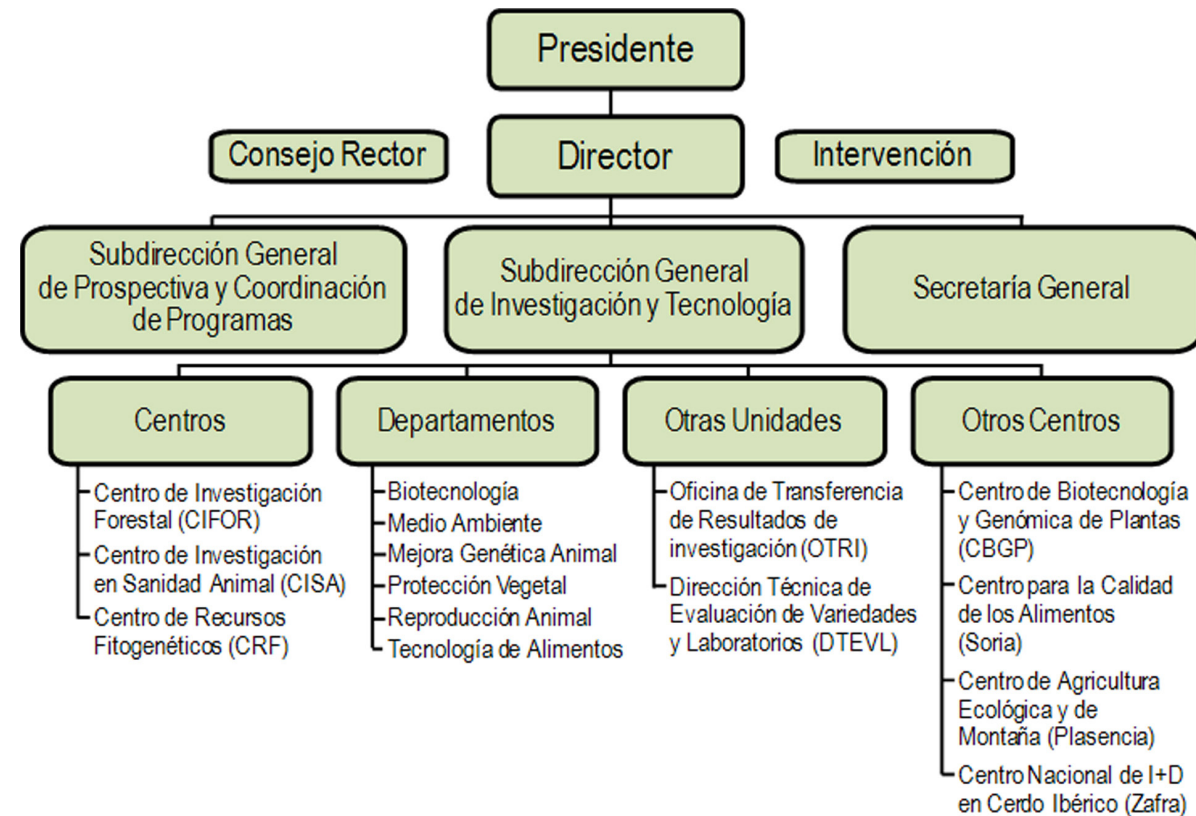 Presidente
Consejo Rector
Director
Intervención
Subdirección General
de Prospectiva y Coordinación
de Programas
Subdirección General
de Investigación y Tecnología
Secretaría General
Centros
Departamentos
Otras Unidades
Otros Centros
Centro de Investigación
Forestal (CIFOR)
Centro de Investigación
en Sanidad Animal (CISA)
Centro de Recursos
Fitogenéticos (CRF)
Biotecnología
Medio Ambiente
Mejora Genética Animal
Protección Vegetal
Reproducción Animal
Tecnología de Alimentos
Oficina de Transferencia
de Resultados de
investigación (OTRI)
Dirección Técnica de
Evaluación de Variedades
y Laboratorios (DTEVL)
Centro de Biotecnología
y Genómica de Plantas
(CBGP)
Centro para la Calidad
de los Alimentos
(Soria)
Centro de Agricultura
Ecológica y de
Montaña (Plasencia)
Centro Nacional de I+D
en Cerdo Ibérico (Zafra)